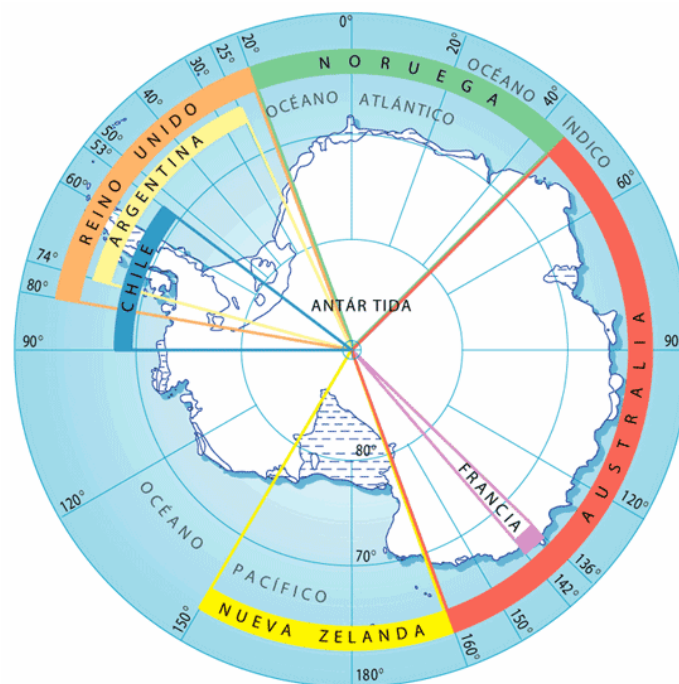 0°
20°
40°
60°
90°
120°
136°
142°
150°
160°
180°
150°
120°
90°
80°
74°
60°
53°
50°
40°
30°
25°
20°
NORUEGA
OCÉANO ATLÁNTICO
OCÉANO ÍNDICO
REINO UNIDO
ARGENTINA
CHILE
ANTÁR TIDA
AUSTRALIA
FRANCIA
80°
70°
OCÉANO PACÍFICO
NUEVA ZELANDA